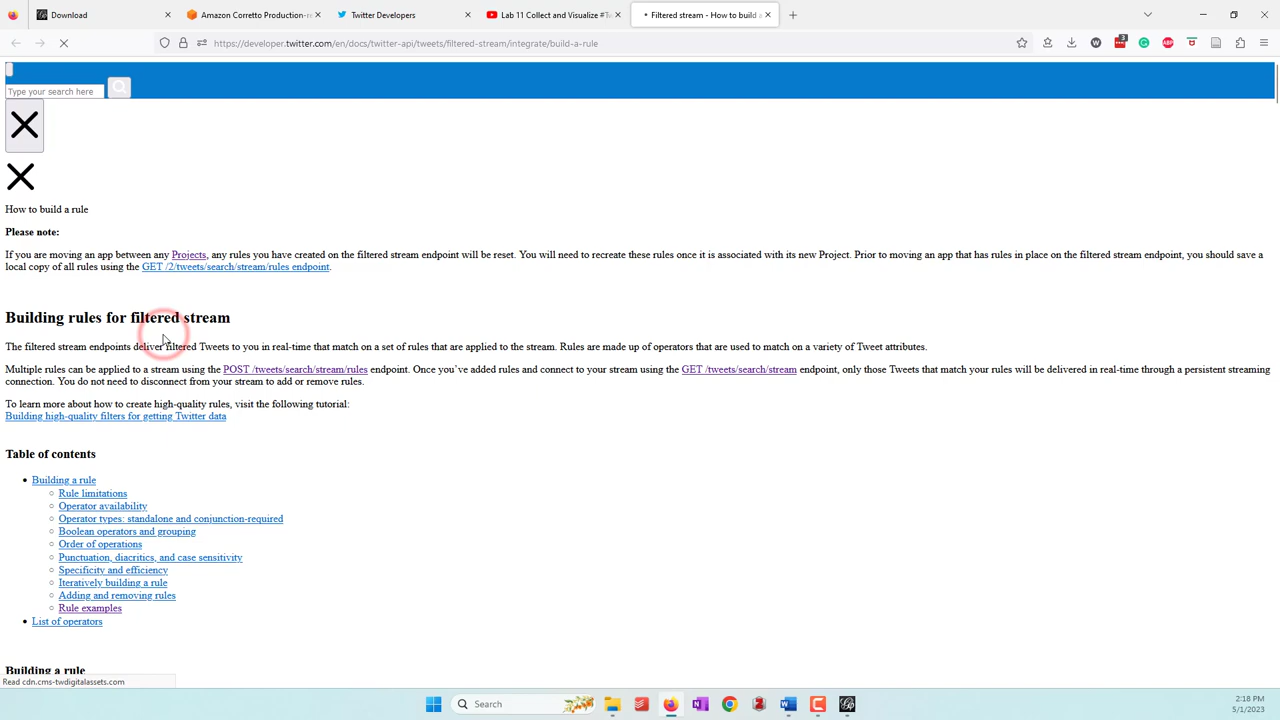 Download
Amazon Corretto Production-r
Twitter Developers
Lab 11 Collect and Visualize #Tw
Filtered stream - How to build a
https://developer.twitter.com/en/docs/twitter-api/tweets/filtered-stream/integrate/build-a-rule
3
Type your search here
How to build a rule
Please note:
If you are moving an app between any Projects, any rules you have created on the filtered stream endpoint will be reset. You will need to recreate these rules once it is associated with its new Project. Prior to moving an app that has rules in place on the filtered stream endpoint, you should save a
local copy of all rules using the GET /2/tweets/search/stream/rules endpoint.
Building rules for filtered stream
The filtered stream endpoints deliver filtered Tweets to you in real-time that match on a set of rules that are applied to the stream. Rules are made up of operators that are used to match on a variety of Tweet attributes.
Multiple rules can be applied to a stream using the POST /tweets/search/stream/rules endpoint. Once you've added rules and connect to your stream using the GET /tweets/search/stream endpoint, only those Tweets that match your rules will be delivered in real-time through a persistent streaming
connection. You do not need to disconnect from your stream to add or remove rules.
To learn more about how to create high-quality rules, visit the following tutorial:
Building high-quality filters for getting Twitter data
Table of contents
Building a rule
Rule limitations
Operator availability
Operator types: standalone and conjunction-required
Boolean operators and grouping
Order of operations
Punctuation, diacritics, and case sensitivity
Specificity and efficiency
Iteratively building a rule
Adding and removing rules
Rule examples
List of operators
Building a rule
Read cdn.cms-twdigitalassets.com
Search
2:18 PM
5/1/2023